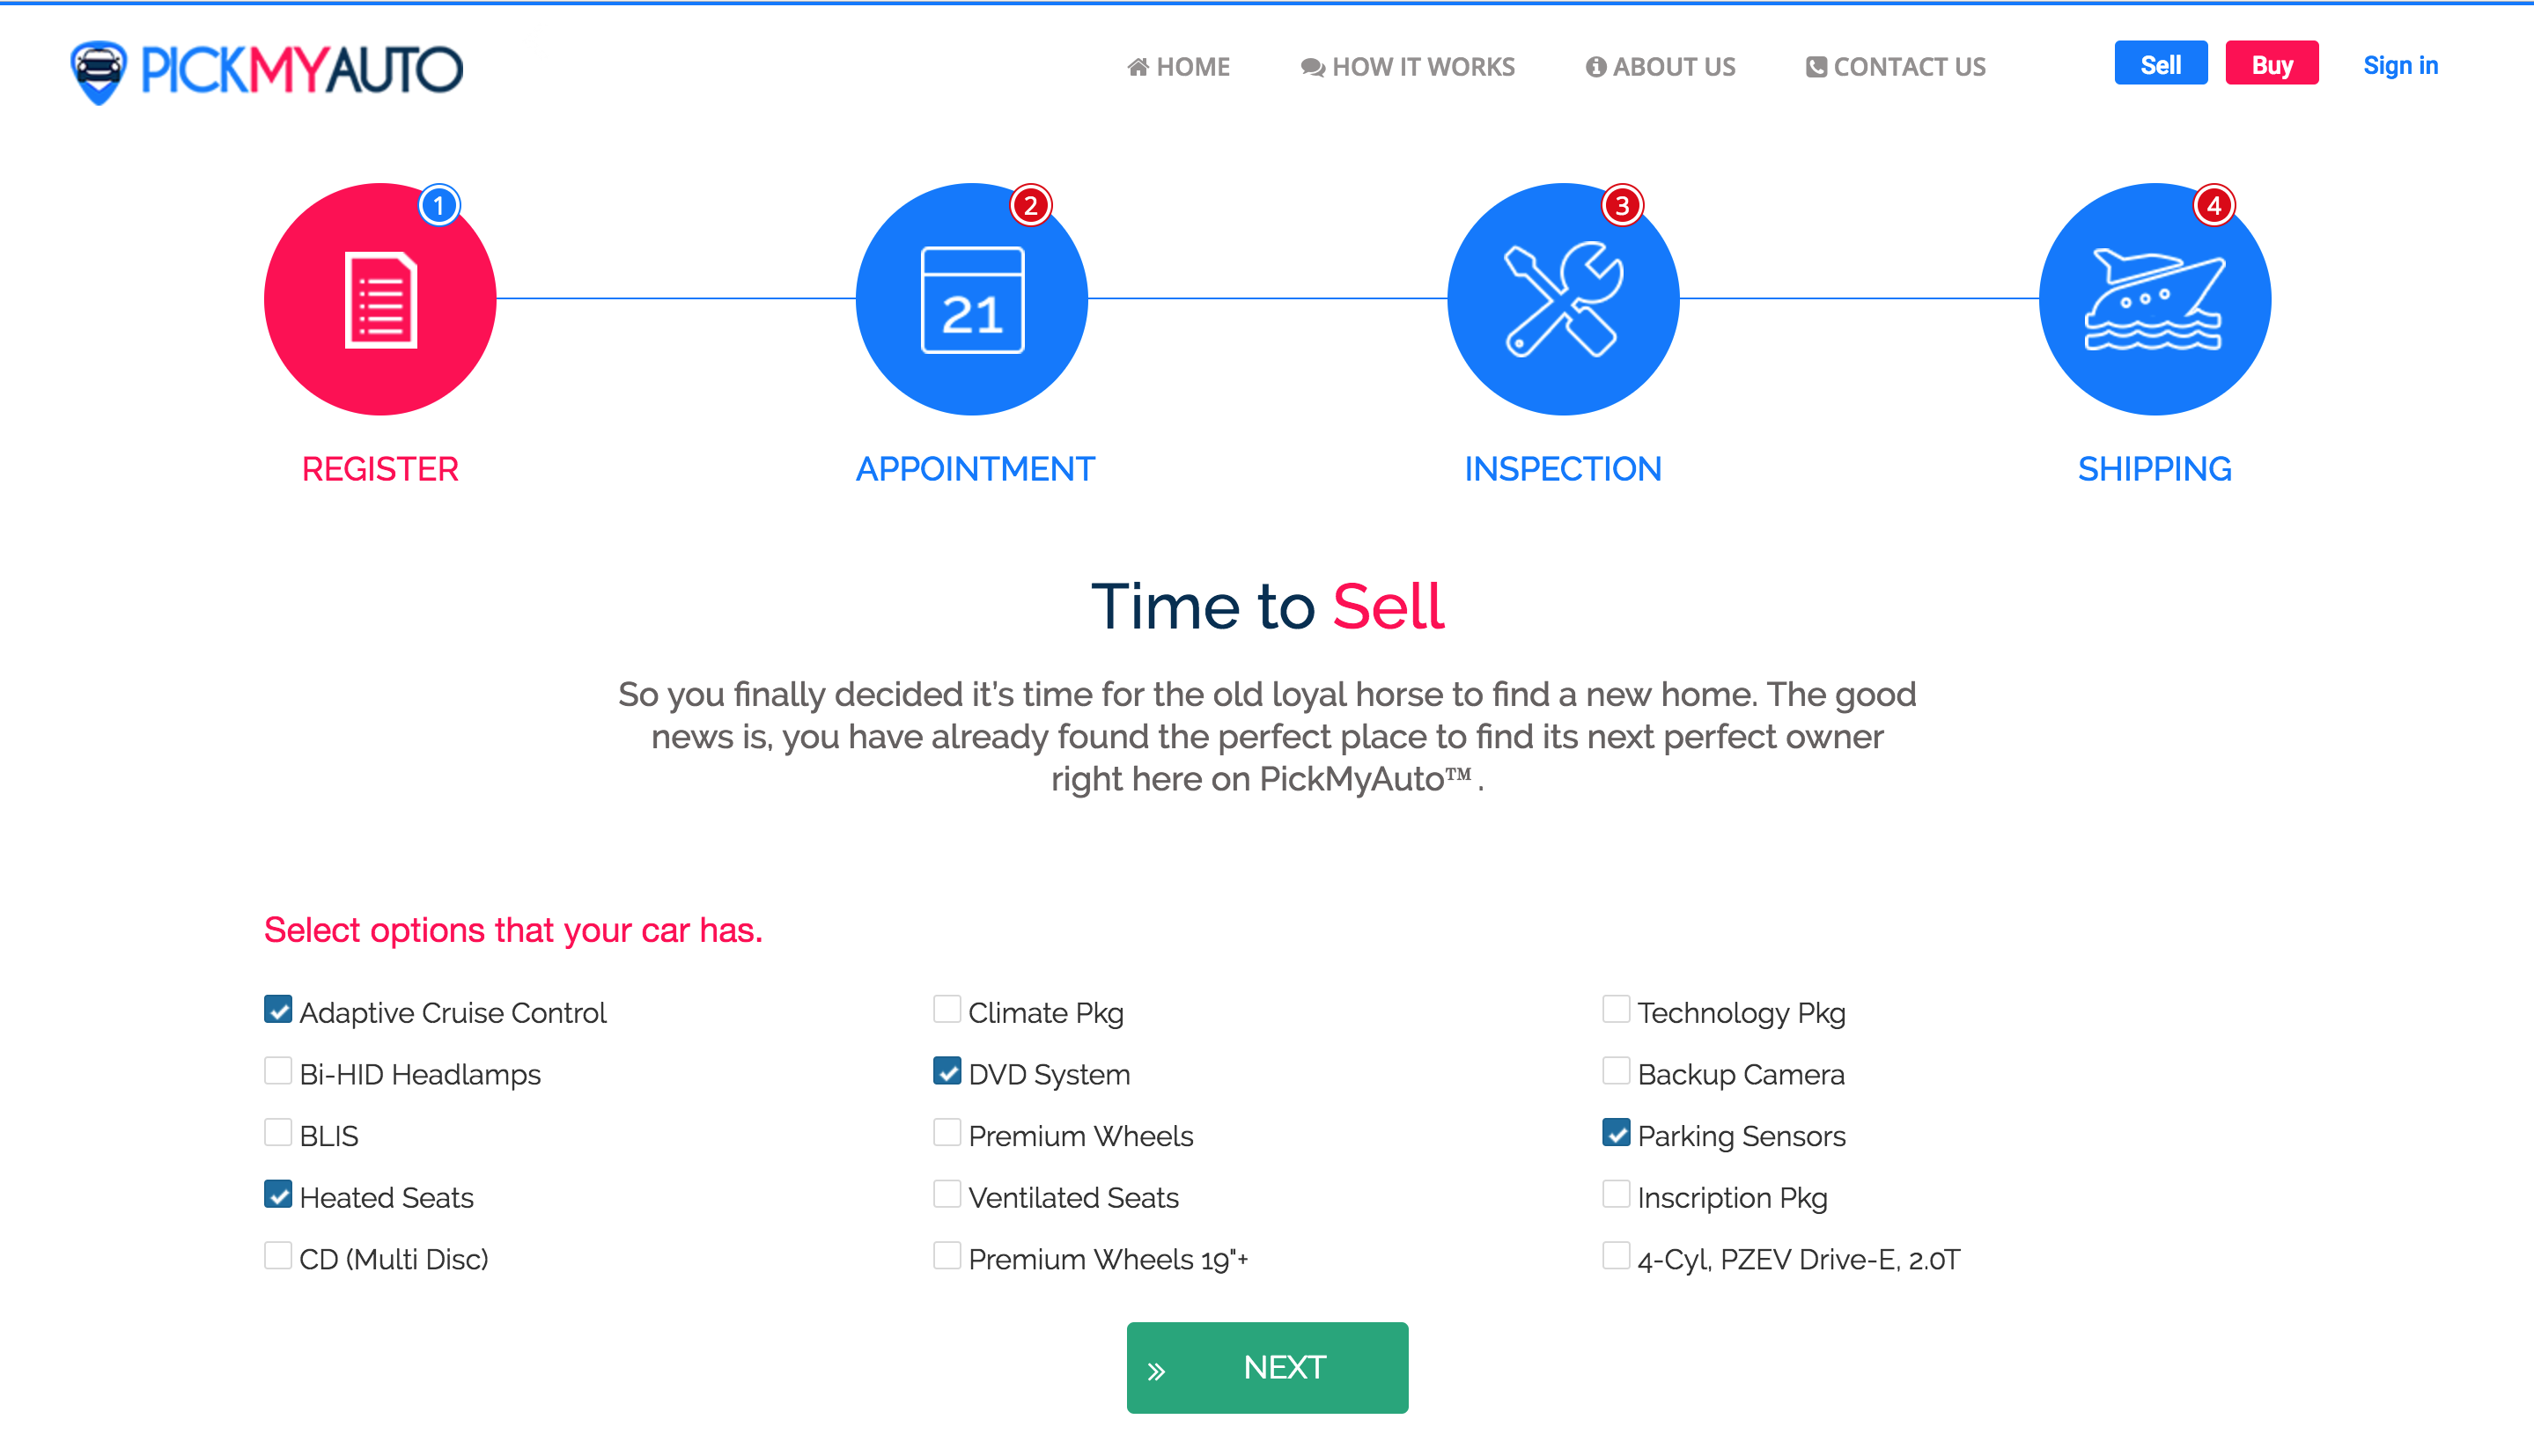 PICKMYAUTO
HOME HOW IT WORKS ABOUT US CONTACT US Sell Buy Sign in
1 2 3 4
21
REGISTER APPOINTMENT INSPECTION SHIPPING
Time to Sell
So you finally decided it's time for the old loyal horse to find a new home. The good
news is, you have already found the perfect place to find its next perfect owner
right here on PickMyAuto™ .
Select options that your car has.
Adaptive Cruise Control Climate Pkg Technology Pkg
Bi-HID Headlamps DVD System Backup Camera
BLIS Premium Wheels Parking Sensors
Heated Seats Ventilated Seats Inscription Pkg
CD (Multi Disc) Premium Wheels 19"+ 4-Cyl, PZEV Drive-E, 2.0T
» NEXT